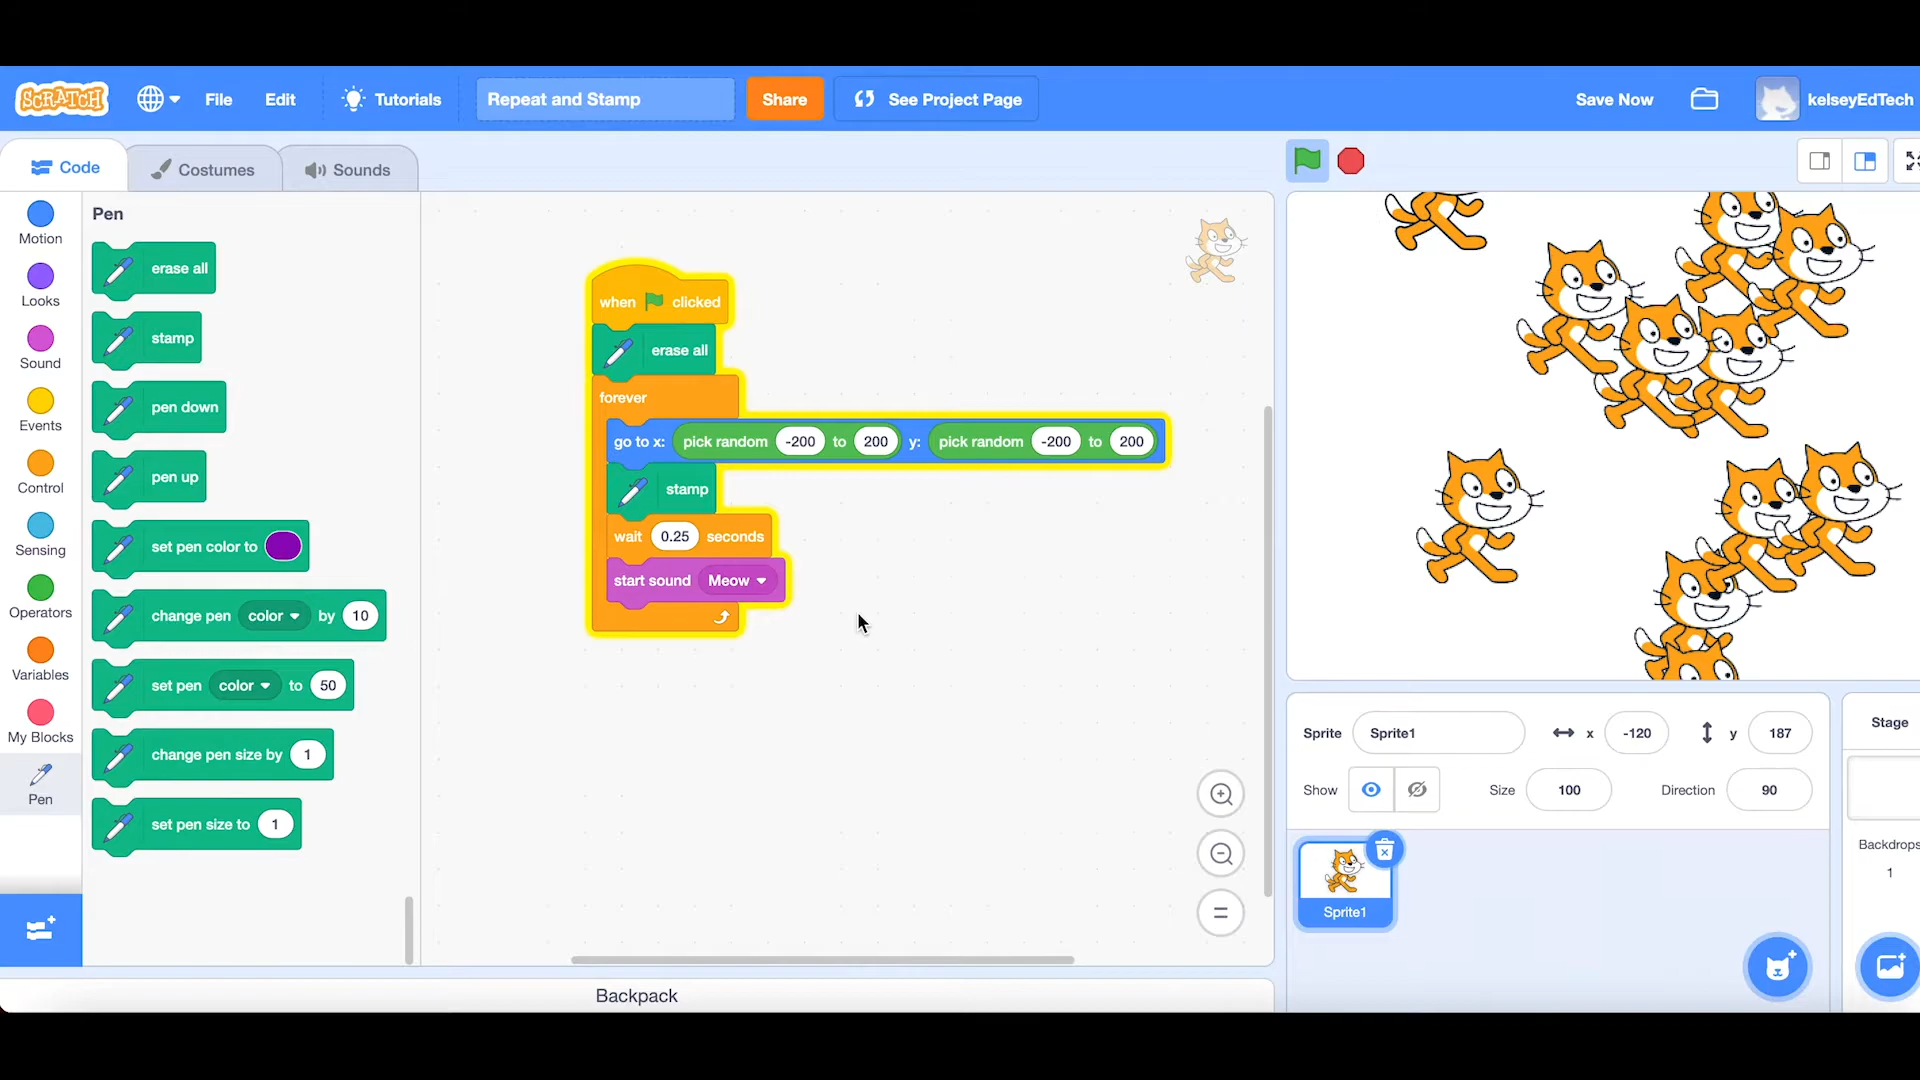 SCRATCH File Edit Tutorials Repeat and Stamp Share See Project Page Save Now kelseyEdTech
Code Costumes Sounds
Motion
Looks
Sound
Events
Control
Sensing
Operators
Variables
My Blocks
Pen
Pen
erase all
stamp
pen down
pen up
set pen color to
change pen color by 10
set pen color to 50
change pen size by 1
set pen size to 1
when clicked
erase all
forever
go to x: pick random -200 to 200 y: pick random -200 to 200
stamp
wait 0.25 seconds
start sound Meow
Backpack
Sprite Sprite1 x -120 y 187
Show Size 100 Direction 90
Sprite1
Stage
Backdrops
1